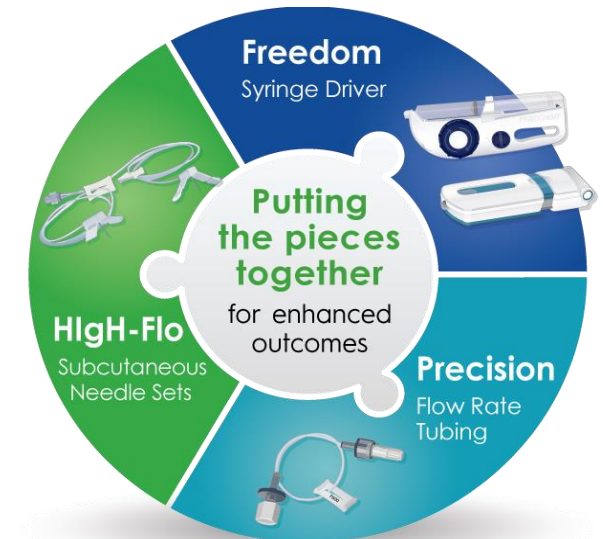 Freedom
Syringe Driver
Putting
the pieces
together
for enhanced
outcomes
HIgH-Flo
Subcutaneous
Needle Sets
Precision
Flow Rate
Tubing